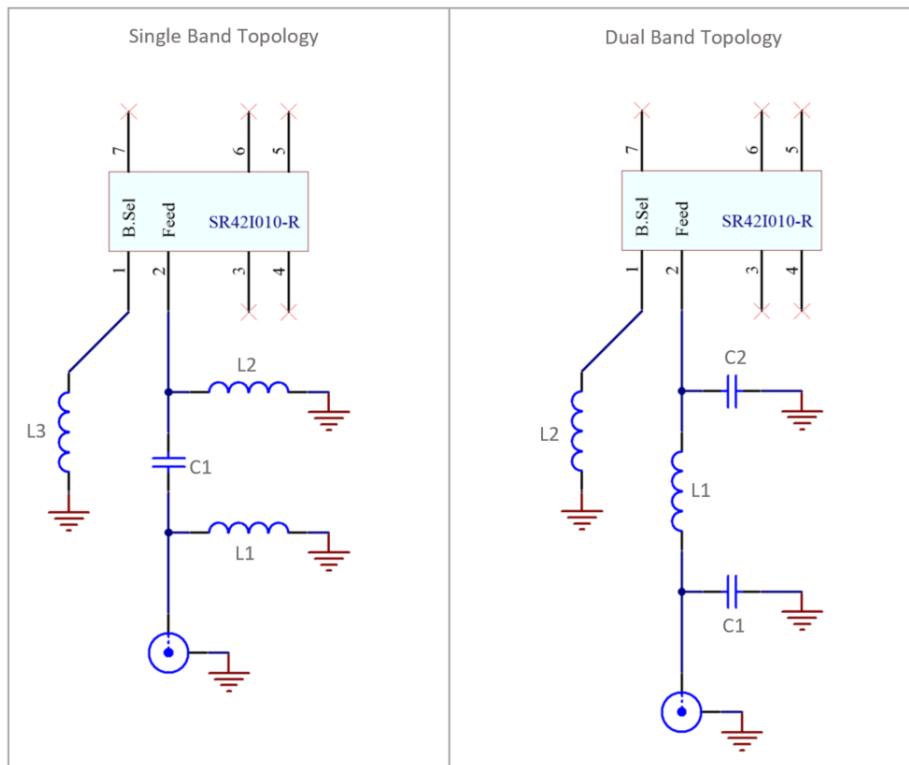 Single Band Topology
7
6
5
B.Sel
Feed
SR42I010-R
1
2
3
4
L2
L3
C1
L1
Dual Band Topology
7
6
5
B.Sel
Feed
SR42I010-R
1
2
3
4
C2
L2
L1
C1